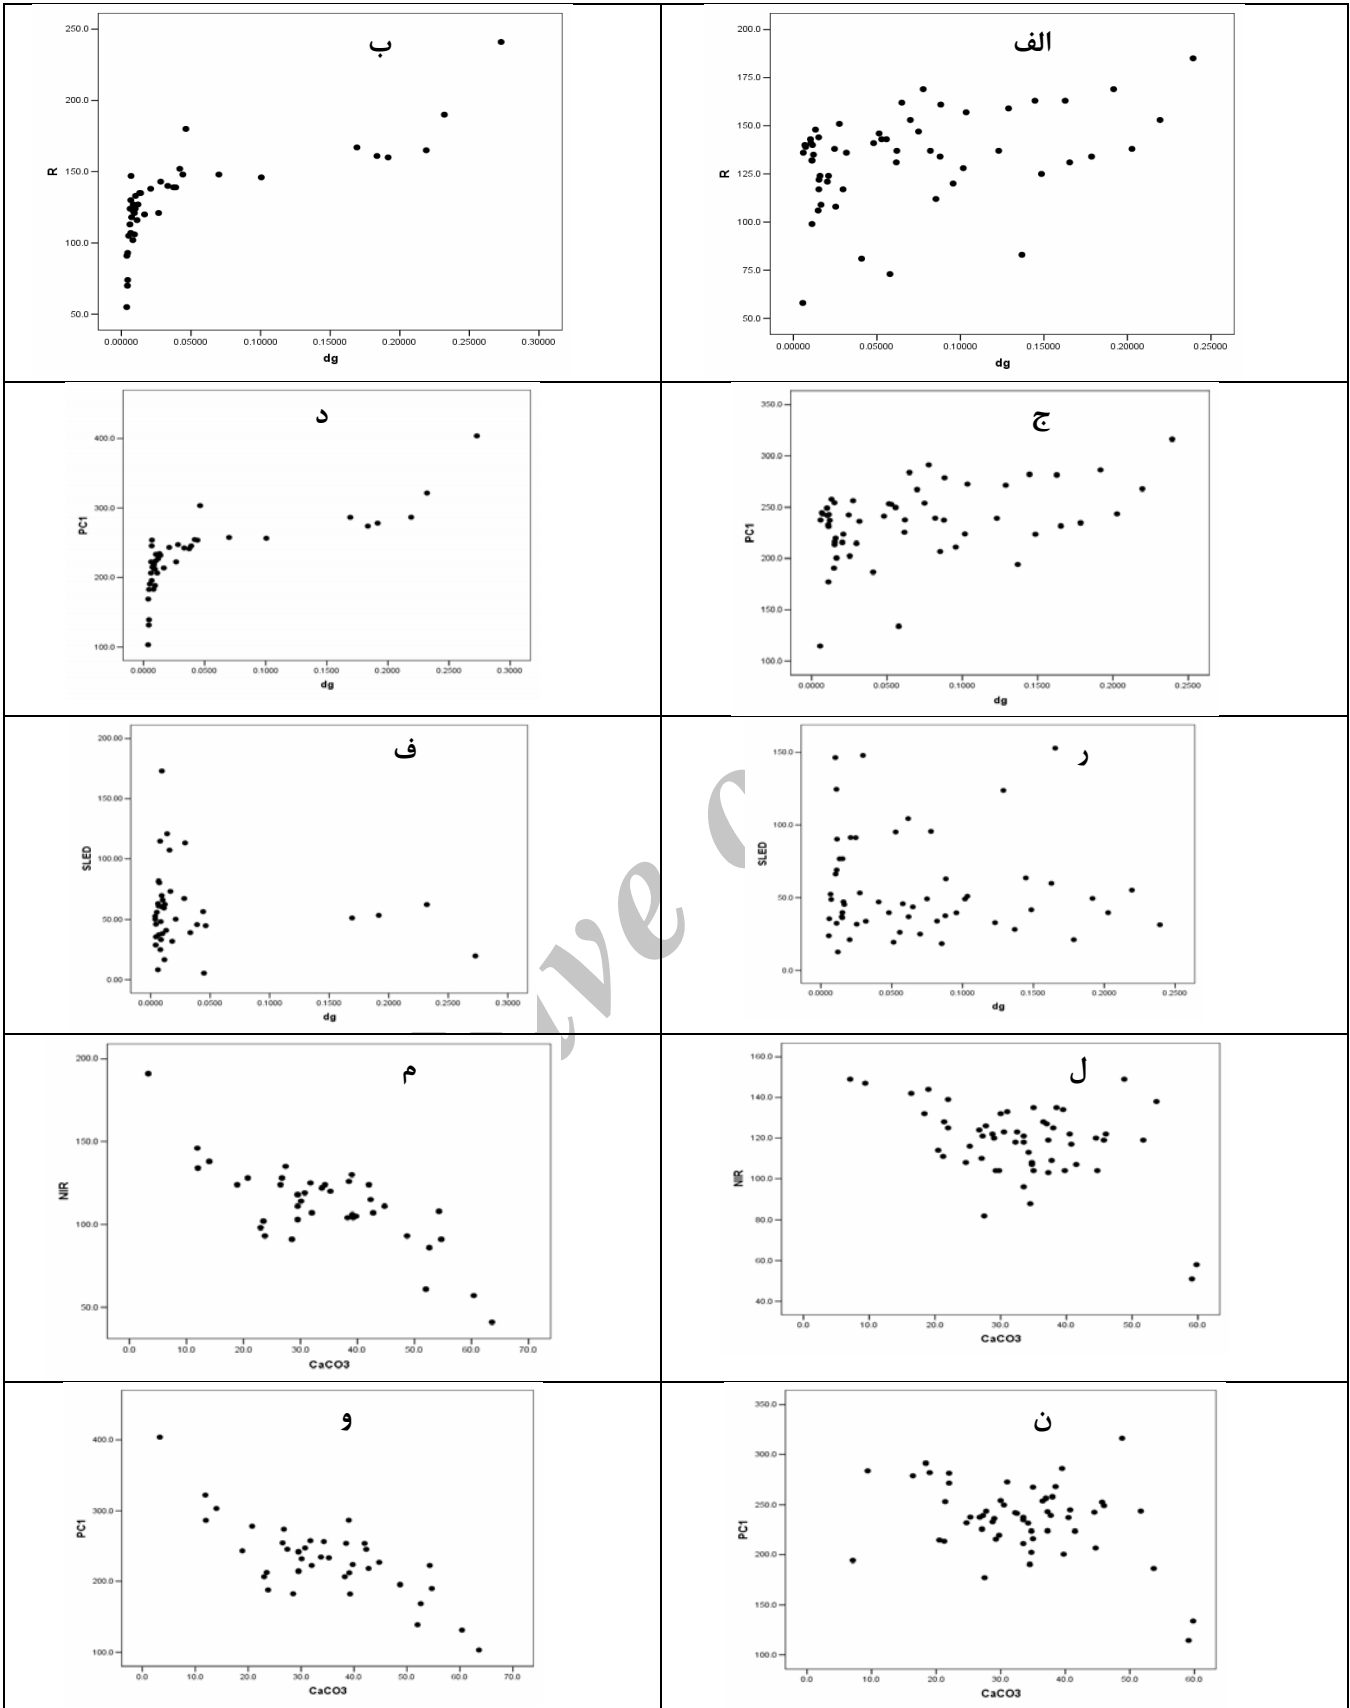 الف
R
200.0
175.0
150.0
125.0
100.0
75.0
50.0
0.00000 0.05000 0.10000 0.15000 0.20000 0.25000
dg
ب
R
250.0
200.0
150.0
100.0
50.0
0.00000 0.05000 0.10000 0.15000 0.20000 0.25000 0.30000
dg
ج
PC1
350.0
300.0
250.0
200.0
150.0
100.0
0.0000 0.0500 0.1000 0.1500 0.2000 0.2500
dg
د
PC1
400.0
300.0
200.0
100.0
0.0000 0.0500 0.1000 0.1500 0.2000 0.2500 0.3000
dg
ر
SLED
150.0
100.0
50.0
0.0
0.0000 0.0500 0.1000 0.1500 0.2000 0.2500
dg
ف
SLED
200.00
150.00
100.00
50.00
0.00
0.0000 0.0500 0.1000 0.1500 0.2000 0.2500 0.3000
dg
ل
NIR
160.0
140.0
120.0
100.0
80.0
60.0
40.0
0.0 10.0 20.0 30.0 40.0 50.0 60.0
CaCO3
م
NIR
200.0
150.0
100.0
50.0
0.0 10.0 20.0 30.0 40.0 50.0 60.0 70.0
CaCO3
ن
PC1
350.0
300.0
250.0
200.0
150.0
100.0
0.0 10.0 20.0 30.0 40.0 50.0 60.0
CaCO3
و
PC1
400.0
300.0
200.0
100.0
0.0 10.0 20.0 30.0 40.0 50.0 60.0 70.0
CaCO3